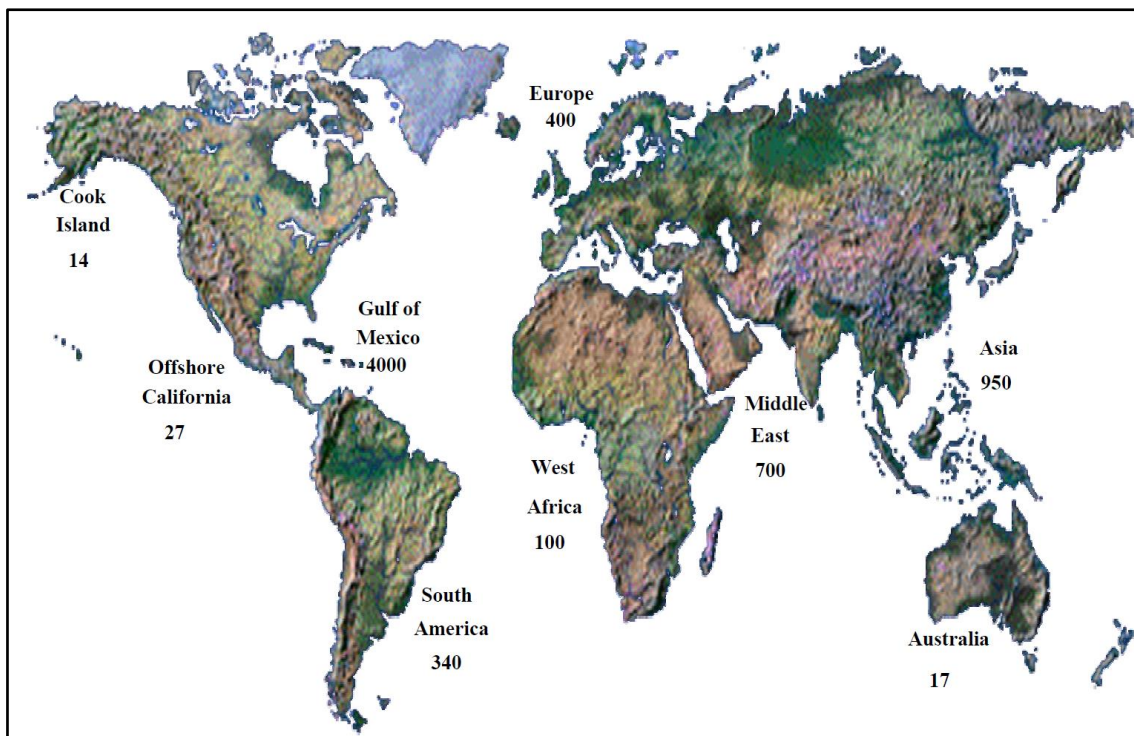 Europe
400
Cook
Island
14
Gulf of
Mexico
4000
Offshore
California
27
Asia
950
Middle
East
700
West
Africa
100
South
America
340
Australia
17